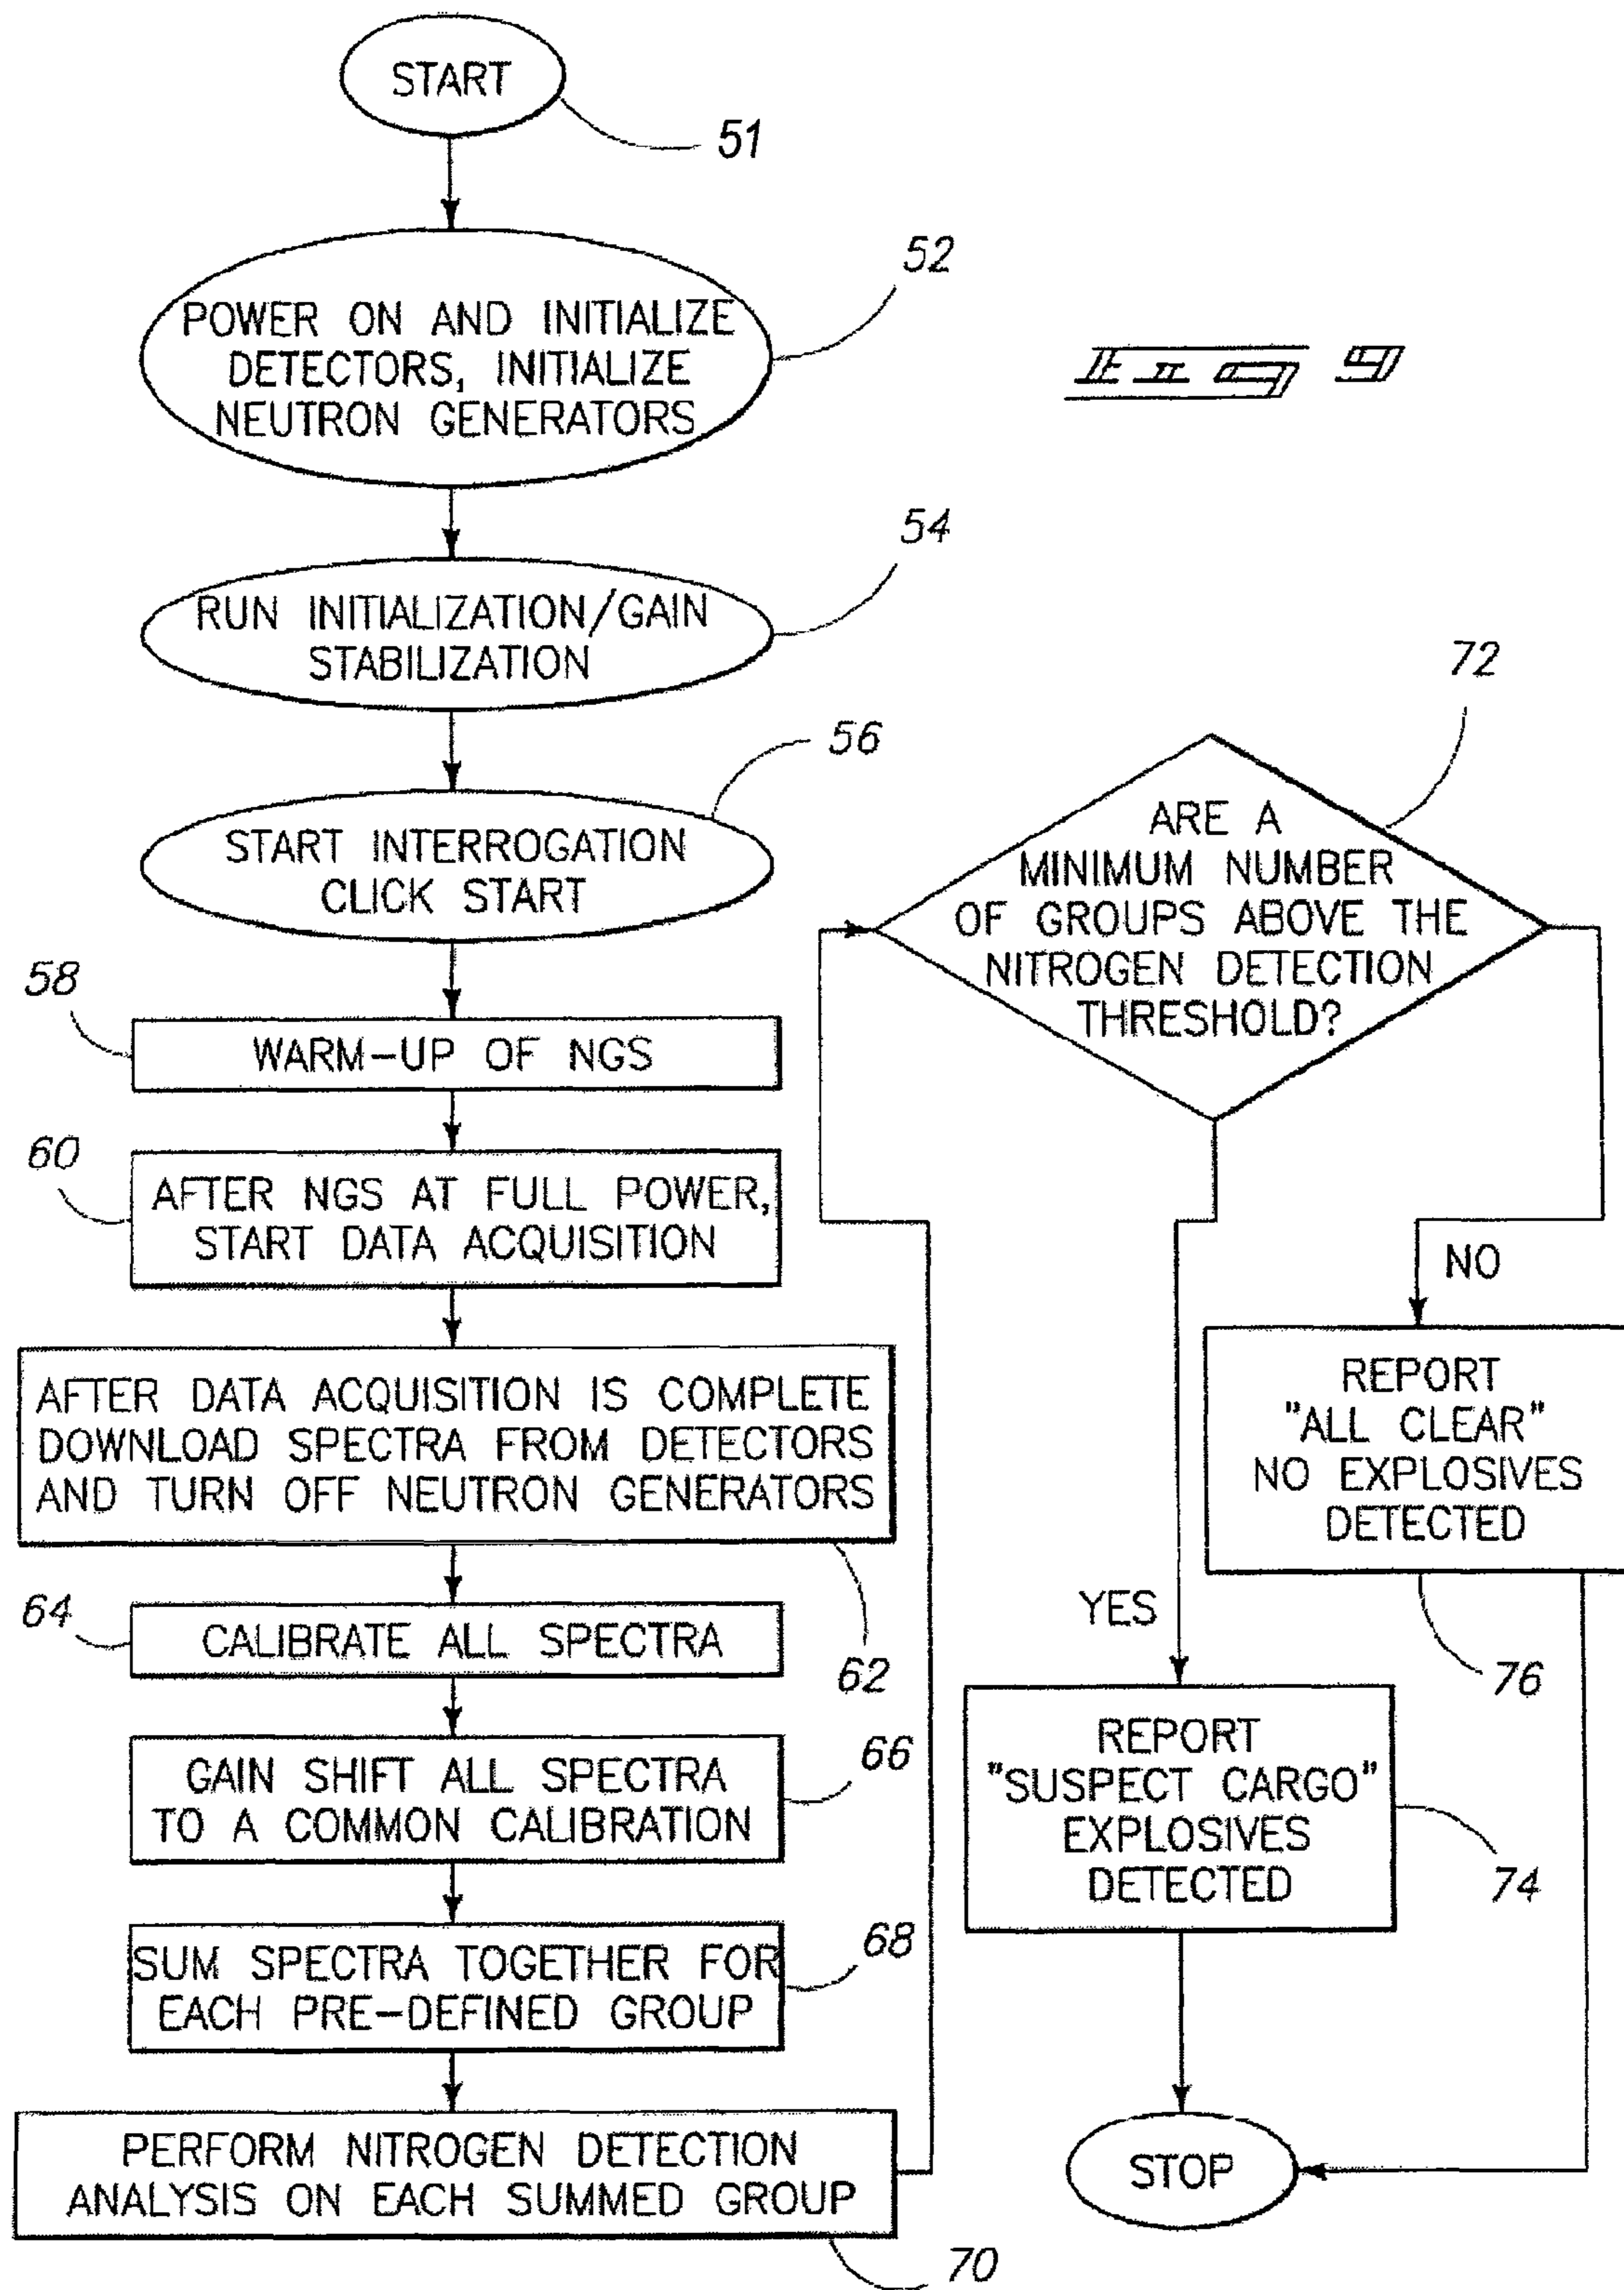 START
51
POWER ON AND INITIALIZE
DETECTORS, INITIALIZE
NEUTRON GENERATORS
52
FIG 9
RUN INITIALIZATION/GAIN
STABILIZATION
54
START INTERROGATION
CLICK START
56
58
WARM-UP OF NGS
60
AFTER NGS AT FULL POWER,
START DATA ACQUISITION
AFTER DATA ACQUISITION IS COMPLETE
DOWNLOAD SPECTRA FROM DETECTORS
AND TURN OFF NEUTRON GENERATORS
62
64
CALIBRATE ALL SPECTRA
GAIN SHIFT ALL SPECTRA
TO A COMMON CALIBRATION
66
SUM SPECTRA TOGETHER FOR
EACH PRE-DEFINED GROUP
68
PERFORM NITROGEN DETECTION
ANALYSIS ON EACH SUMMED GROUP
70
72
ARE A
MINIMUM NUMBER
OF GROUPS ABOVE THE
NITROGEN DETECTION
THRESHOLD?
NO
REPORT
"ALL CLEAR"
NO EXPLOSIVES
DETECTED
76
YES
REPORT
"SUSPECT CARGO"
EXPLOSIVES
DETECTED
74
STOP